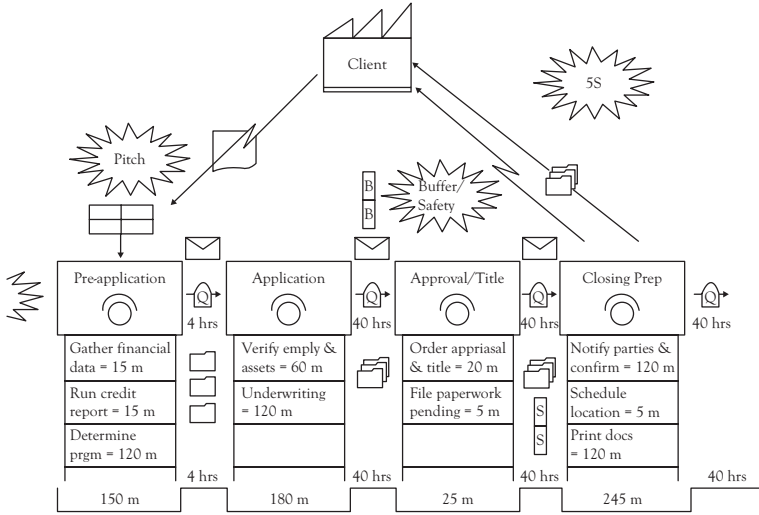 Client
5S
Pitch
B
B
Buffer/
Safety
Pre-application
Q
4 hrs
Application
Q
40 hrs
Approval/Title
Q
40 hrs
Closing Prep
Q
40 hrs
Gather financial
data = 15 m
Run credit
report = 15 m
Determine
prgm = 120 m
Verify emply &
assets = 60 m
Underwriting
= 120 m
Order appriasal
& title = 20 m
File paperwork
pending = 5 m
S
S
Notify parties &
confirm = 120 m
Schedule
location = 5 m
Print docs
= 120 m
4 hrs
40 hrs
40 hrs
40 hrs
150 m
180 m
25 m
245 m